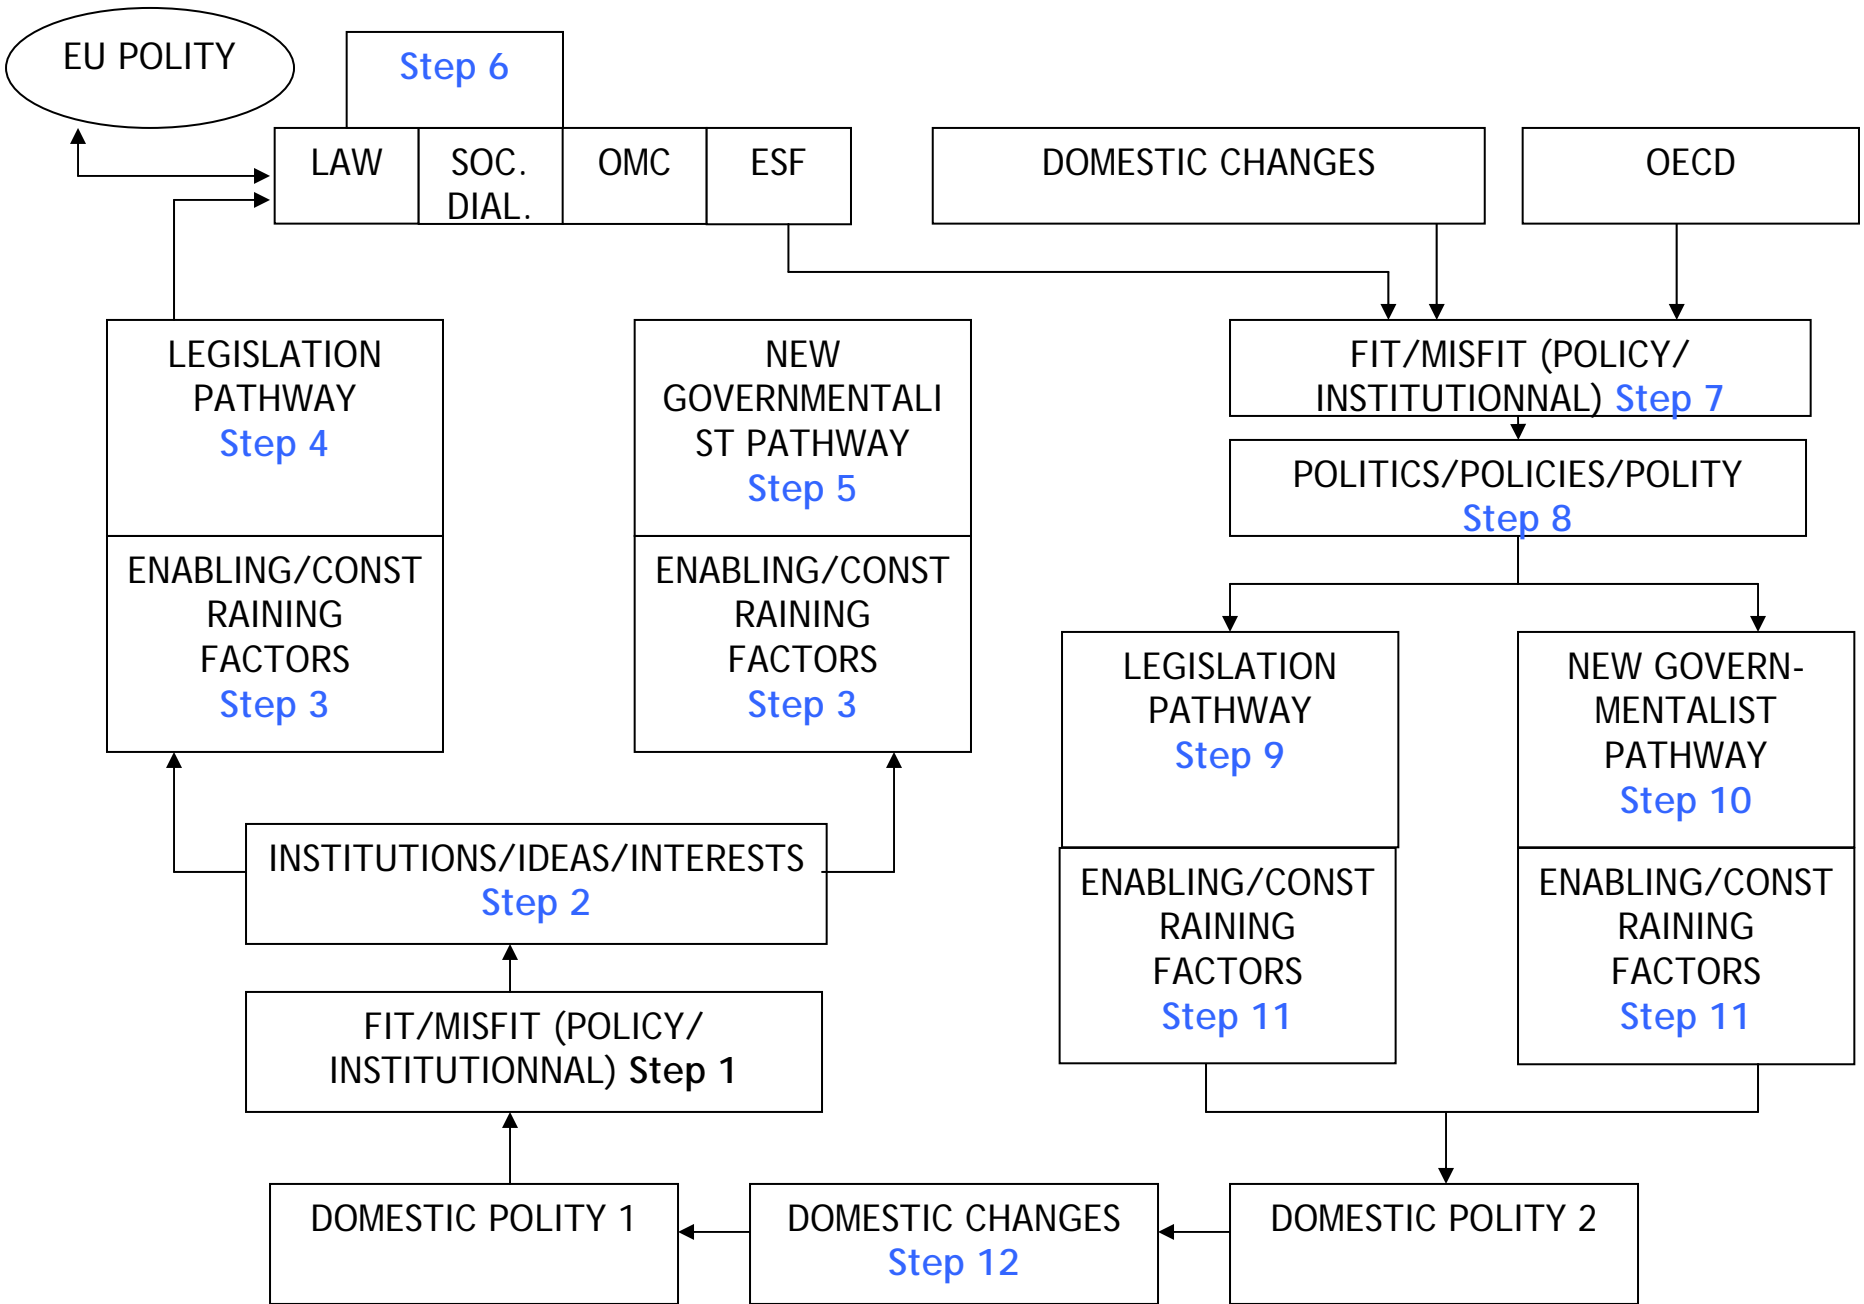 EU POLITY
Step 6
LAW
SOC.
DIAL.
OMC
ESF
DOMESTIC CHANGES
OECD
LEGISLATION
PATHWAY
Step 4
ENABLING/CONST
RAINING
FACTORS
Step 3
NEW
GOVERNMENTALI
ST PATHWAY
Step 5
ENABLING/CONST
RAINING
FACTORS
Step 3
FIT/MISFIT (POLICY/
INSTITUTIONNAL) Step 7
POLITICS/POLICIES/POLITY
Step 8
LEGISLATION
PATHWAY
Step 9
ENABLING/CONST
RAINING
FACTORS
Step 11
NEW GOVERN-
MENTALIST
PATHWAY
Step 10
ENABLING/CONST
RAINING
FACTORS
Step 11
INSTITUTIONS/IDEAS/INTERESTS
Step 2
FIT/MISFIT (POLICY/
INSTITUTIONNAL) Step 1
DOMESTIC POLITY 1
DOMESTIC CHANGES
Step 12
DOMESTIC POLITY 2